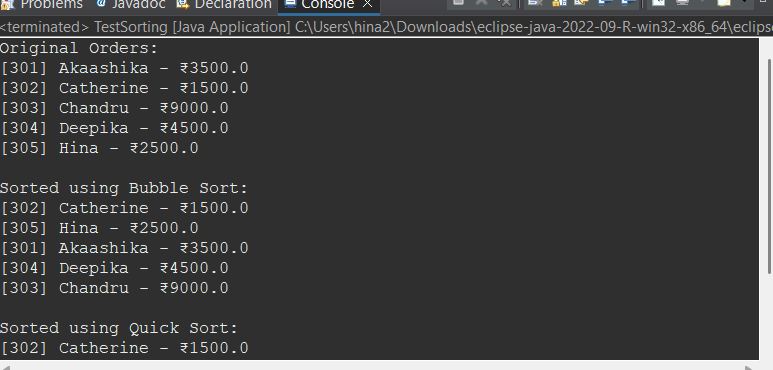 Problems Javadoc Declaration Console
<terminated> TestSorting [Java Application] C:\Users\hina2\Downloads\eclipse-java-2022-09-R-win32-x86_64\eclips
Original Orders:
[301] Akaashika - ₹3500.0
[302] Catherine - ₹1500.0
[303] Chandru - ₹9000.0
[304] Deepika - ₹4500.0
[305] Hina - ₹2500.0
Sorted using Bubble Sort:
[302] Catherine - ₹1500.0
[305] Hina - ₹2500.0
[301] Akaashika - ₹3500.0
[304] Deepika - ₹4500.0
[303] Chandru - ₹9000.0
Sorted using Quick Sort:
[302] Catherine - ₹1500.0